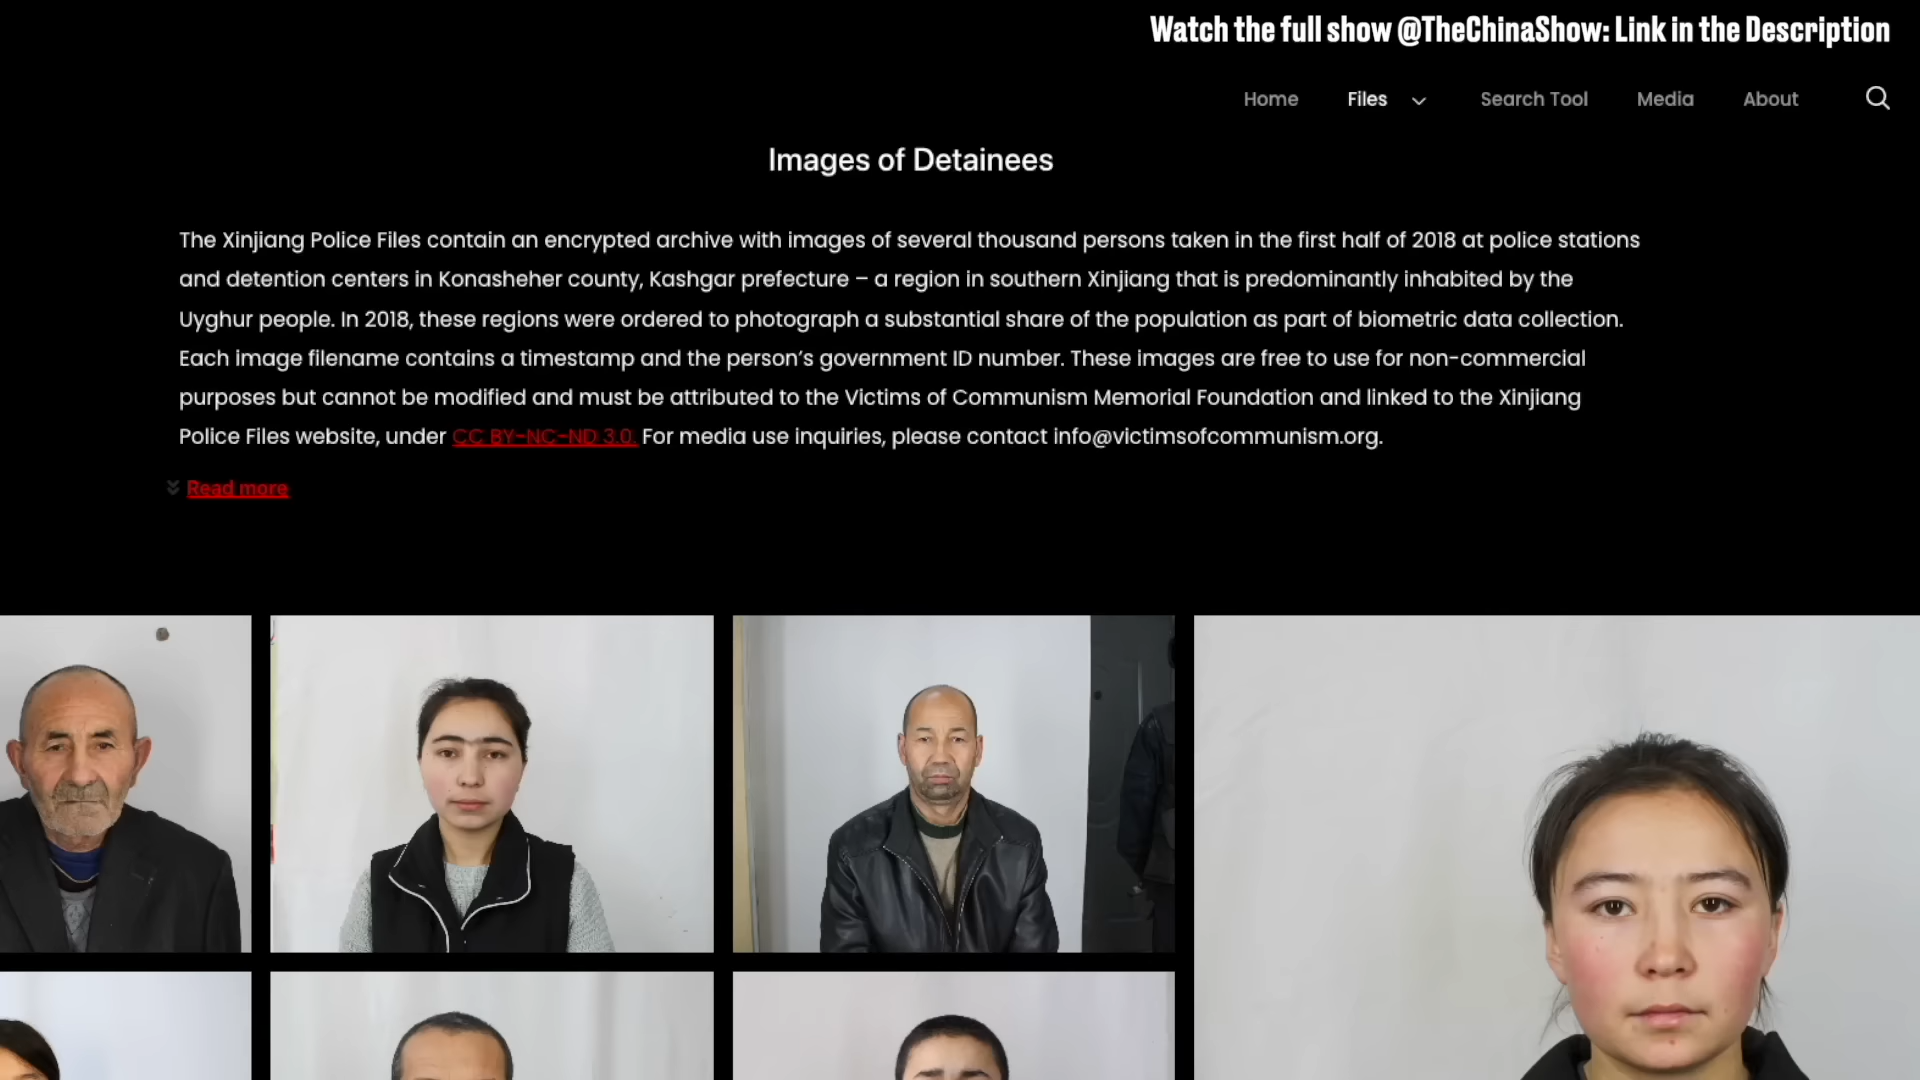 Watch the full show @TheChinaShow: Link in the Description
Home Files Search Tool Media About
Images of Detainees
The Xinjiang Police Files contain an encrypted archive with images of several thousand persons taken in the first half of 2018 at police stations
and detention centers in Konasheher county, Kashgar prefecture – a region in southern Xinjiang that is predominantly inhabited by the
Uyghur people. In 2018, these regions were ordered to photograph a substantial share of the population as part of biometric data collection.
Each image filename contains a timestamp and the person’s government ID number. These images are free to use for non-commercial
purposes but cannot be modified and must be attributed to the Victims of Communism Memorial Foundation and linked to the Xinjiang
Police Files website, under CC BY-NC-ND 3.0. For media use inquiries, please contact info@victimsofcommunism.org.
Read more